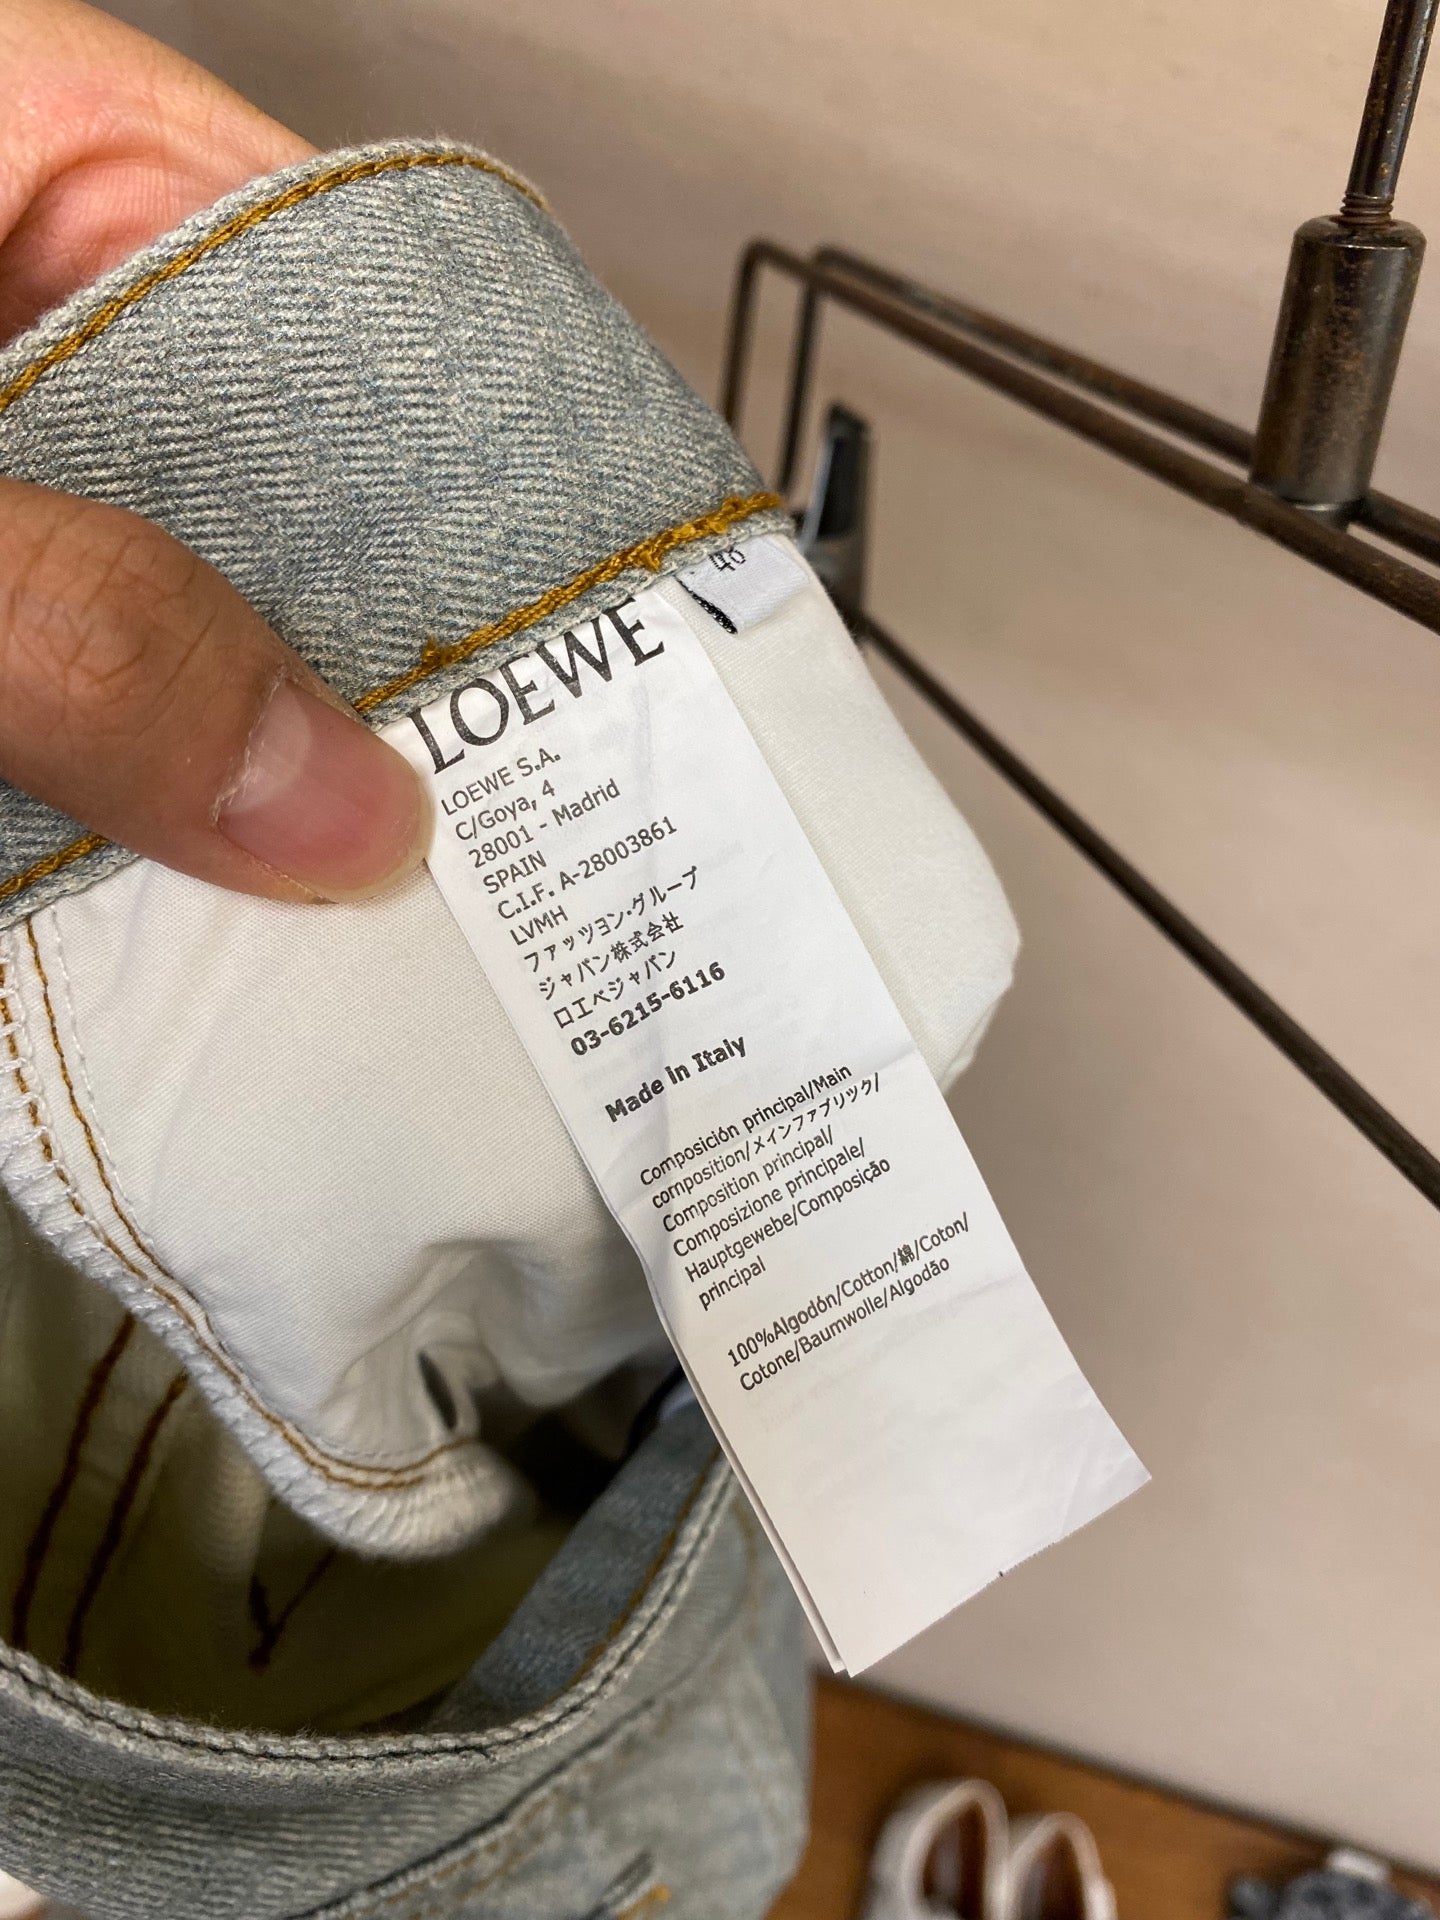 46
LOEWE
LOEWE S.A.
C/Goya, 4
28001 - Madrid
SPAIN
C.I.F. A-28003861
LVMH
ファッツョン・グループ
ジャパン株式会社
ロエベジャパン
03-6215-6116
Made in Italy
Composición principal/Main
composition/メインファブリック/
Composition principal/
Composizione principale/
Hauptgewebe/Composição
principal
100%Algodón/Cotton/綿/Coton/
Cotone/Baumwolle/Algodão